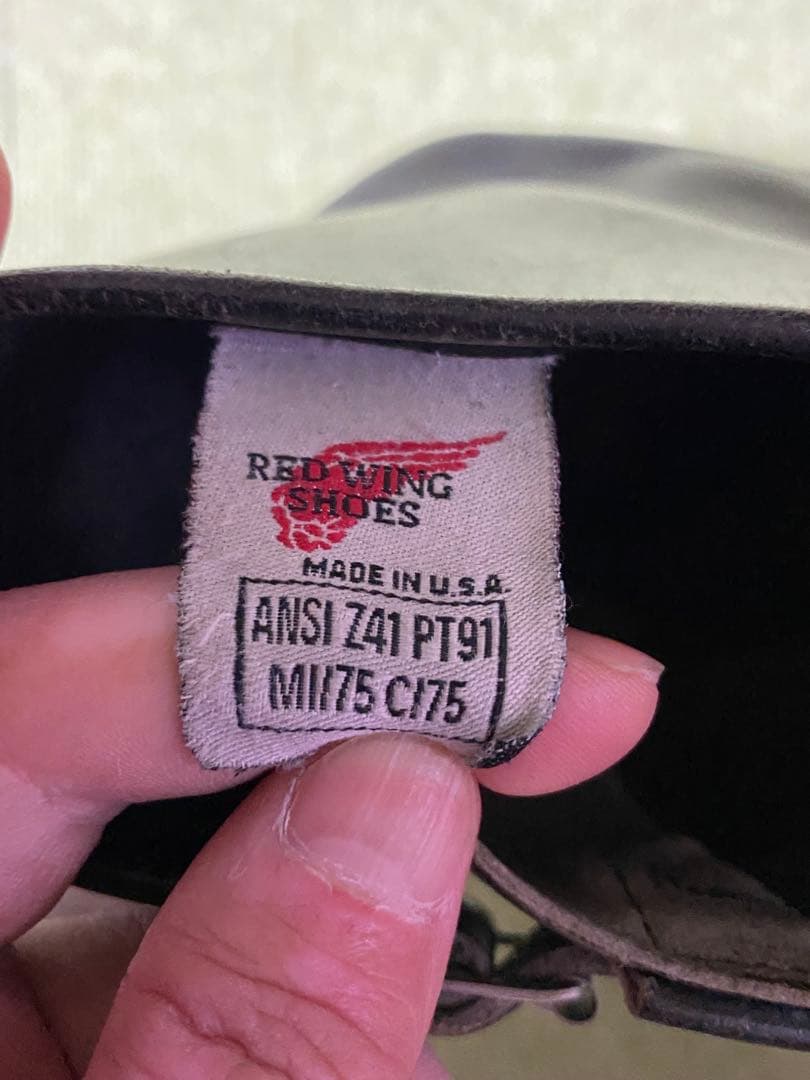 RED WING
SHOES
MADE IN U.S.A.
ANSI Z41 PT91
MI/75 C/75